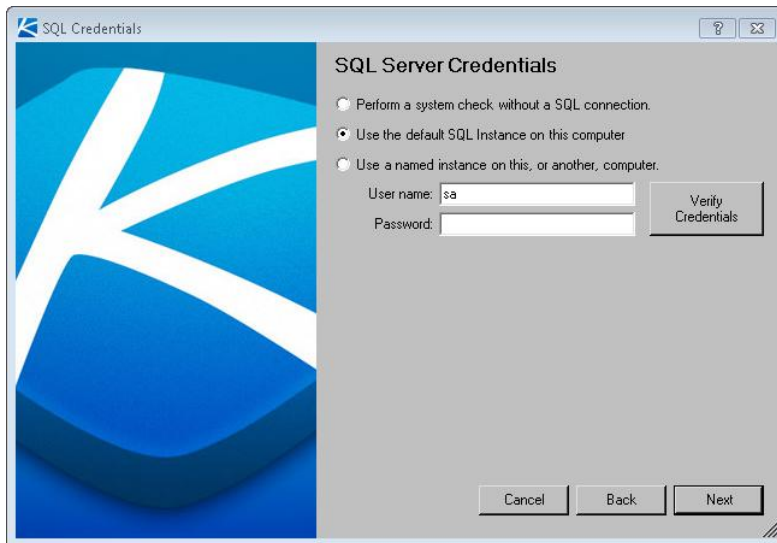 SQL Credentials
SQL Server Credentials
Perform a system check without a SQL connection.
Use the default SQL Instance on this computer
Use a named instance on this, or another, computer.
User name: sa
Password:
Verify
Credentials
Cancel Back Next